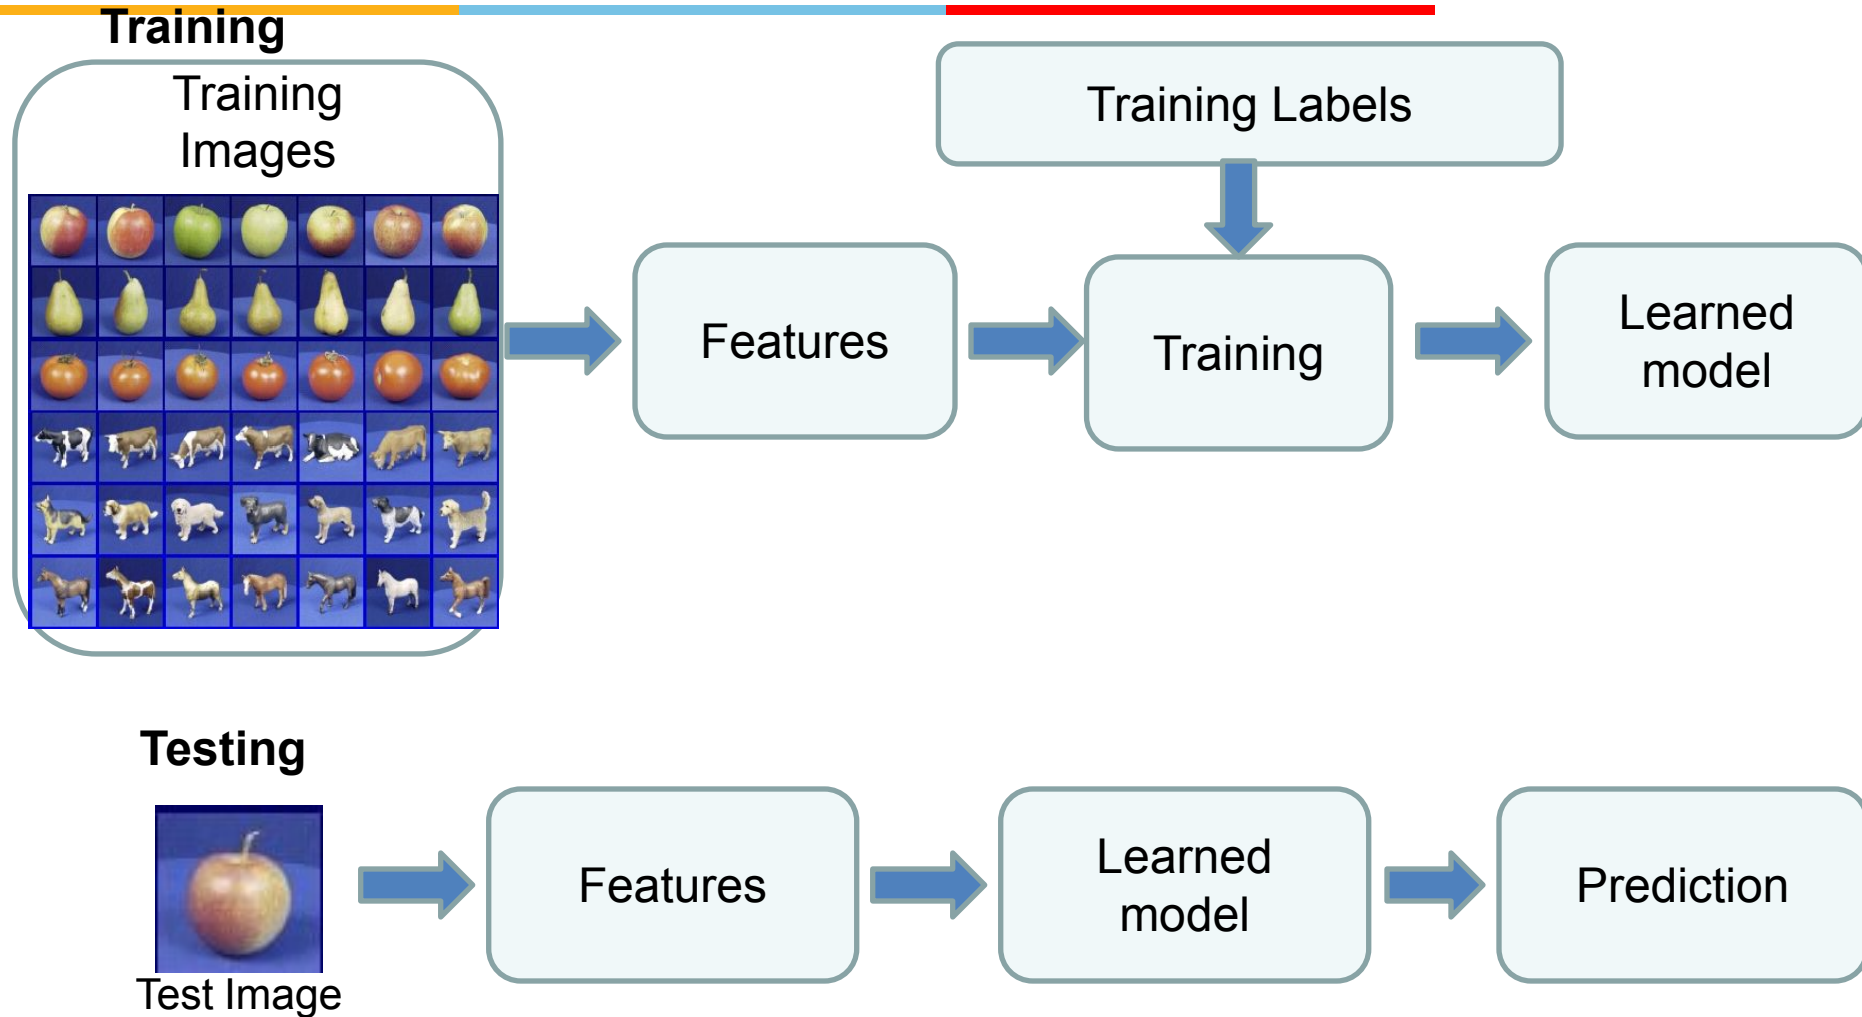 Training
Training
Images
Training Labels
Features
Training
Learned
model
Testing
Test Image
Features
Learned
model
Prediction